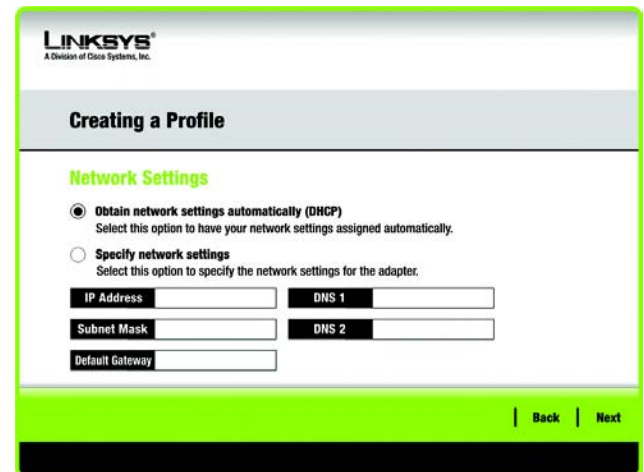 LINKSYS®
A Division of Cisco Systems, Inc.
Creating a Profile
Network Settings
Obtain network settings automatically (DHCP)
Select this option to have your network settings assigned automatically.
Specify network settings
Select this option to specify the network settings for the adapter.
IP Address DNS 1
Subnet Mask DNS 2
Default Gateway
Back Next